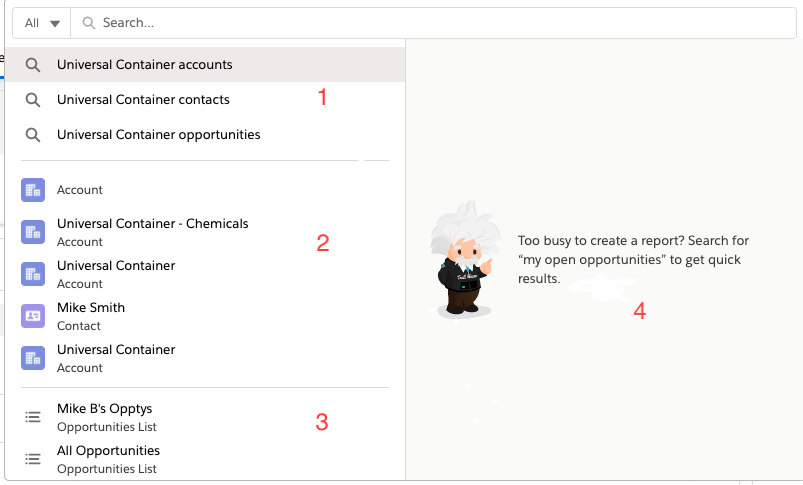 All
Search...
Universal Container accounts
Universal Container contacts
1
Universal Container opportunities
Account
Universal Container - Chemicals
Account
2
Universal Container
Account
Mike Smith
Contact
Universal Container
Account
Mike B's Opptys
Opportunities List
3
All Opportunities
Opportunities List
Too busy to create a report? Search for
“my open opportunities” to get quick
results.
4